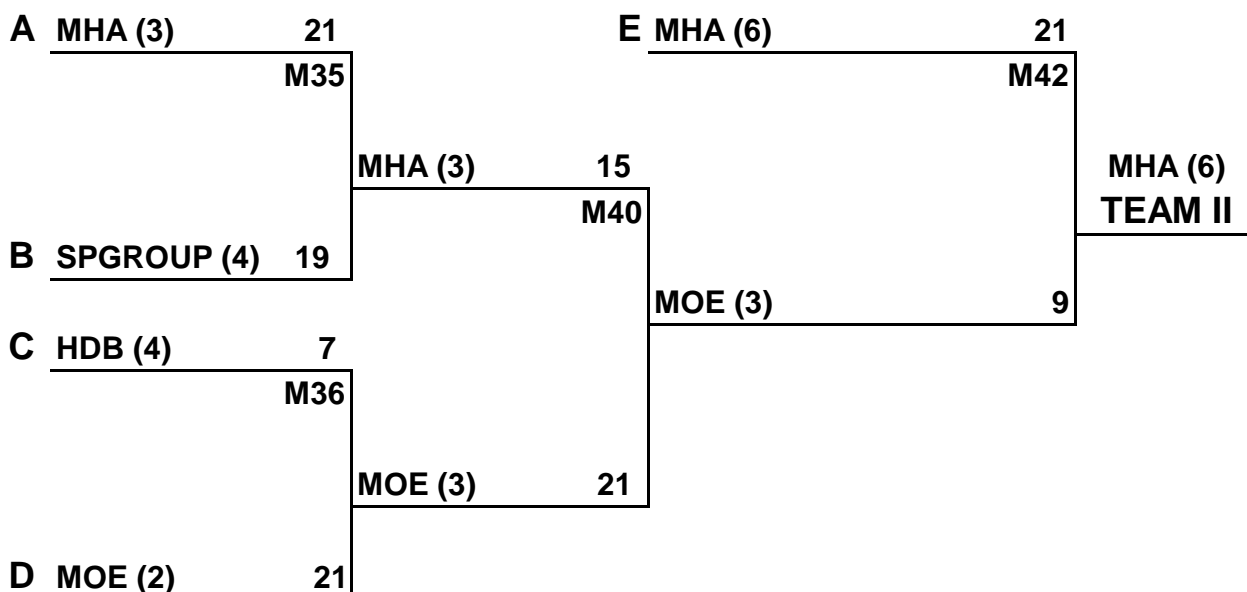 A MHA (3) 21 E MHA (6) 21
M35 M42
MHA (3) 15 MHA (6)
M40 TEAM II
B SPGROUP (4) 19
MOE (3) 9
C HDB (4) 7
M36
MOE (3) 21
D MOE (2) 21